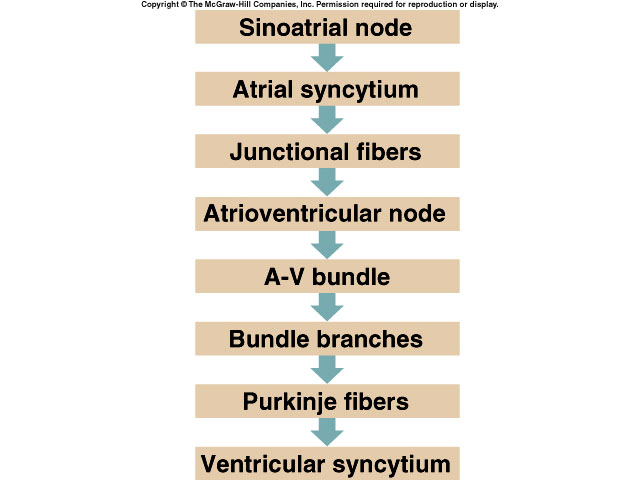 Copyright © The McGraw-Hill Companies, Inc. Permission required for reproduction or display.
Sinoatrial node
Atrial syncytium
Junctional fibers
Atrioventricular node
A-V bundle
Bundle branches
Purkinje fibers
Ventricular syncytium